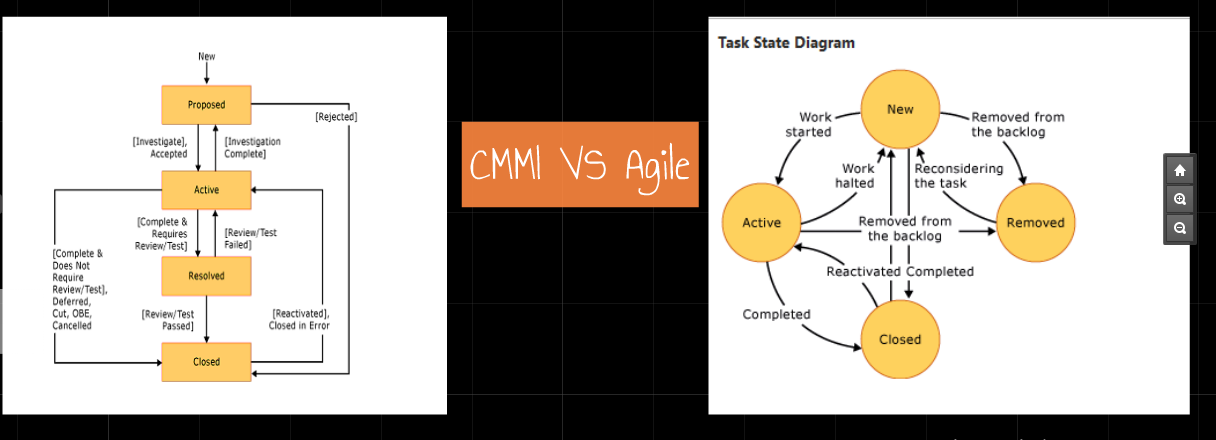 New
Proposed
[Rejected]
[Investigate],
Accepted
[Investigation
Complete]
Active
[Complete &
Requires
Review/Test]
[Review/Test
Failed]
[Complete &
Does Not
Require
Review/Test],
Deferred,
Cut, OBE,
Cancelled
Resolved
[Review/Test
Passed]
[Reactivated],
Closed in Error
Closed
CMMI VS Agile
Task State Diagram
New
Work
started
Removed from
the backlog
Work
halted
Reconsidering
the task
Active
Removed from
the backlog
Removed
Reactivated Completed
Completed
Closed